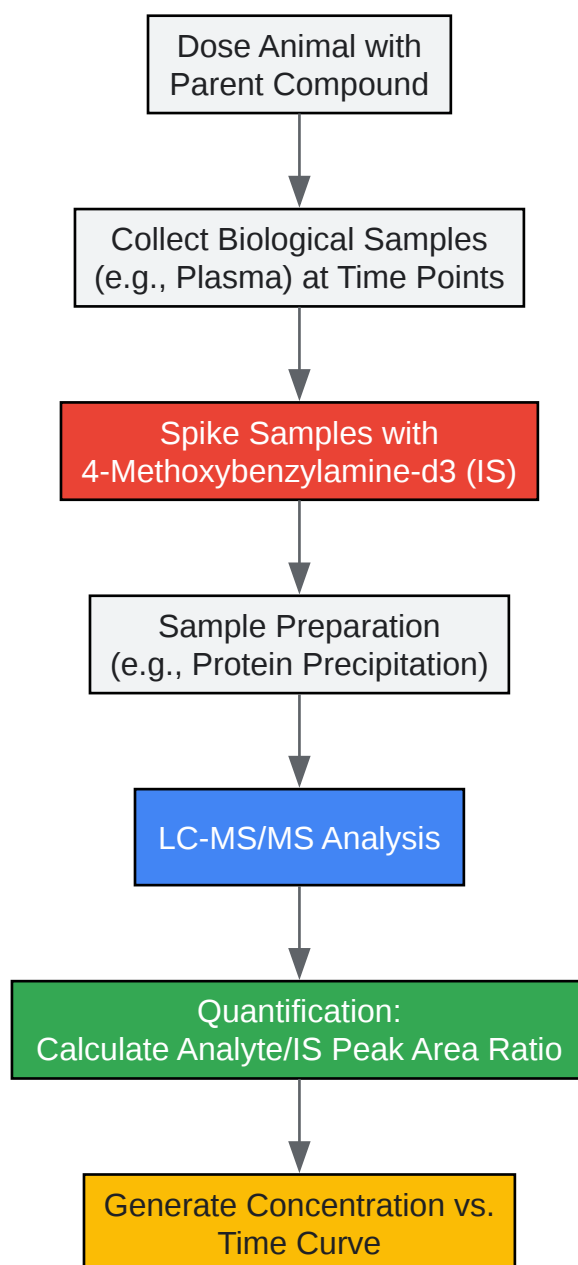 Dose Animal with
Parent Compound
Collect Biological Samples
(e.g., Plasma) at Time Points
Spike Samples with
4-Methoxybenzylamine-d3 (IS)
Sample Preparation
(e.g., Protein Precipitation)
LC-MS/MS Analysis
Quantification:
Calculate Analyte/IS Peak Area Ratio
Generate Concentration vs.
Time Curve